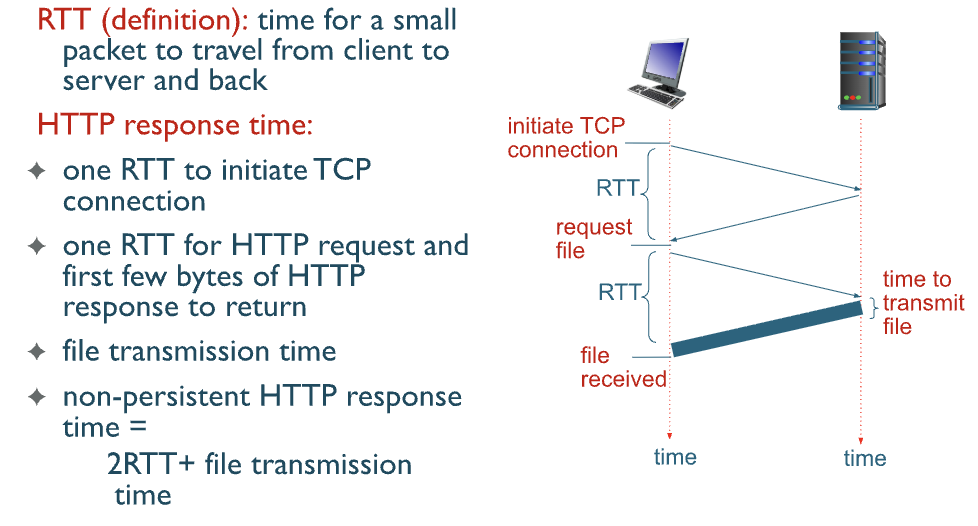 RTT (definition): time for a small
packet to travel from client to
server and back
HTTP response time:
one RTT to initiate TCP
connection
one RTT for HTTP request and
first few bytes of HTTP
response to return
file transmission time
non-persistent HTTP response
time =
2RTT+ file transmission
time
initiate TCP
connection
RTT
request
file
RTT
time to
transmit
file
file
received
time
time